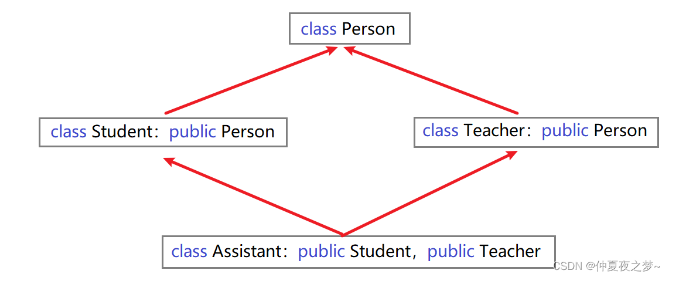 class Person
class Student：public Person
class Teacher：public Person
class Assistant：public Student，public Teacher
CSDN @仲夏夜之梦~